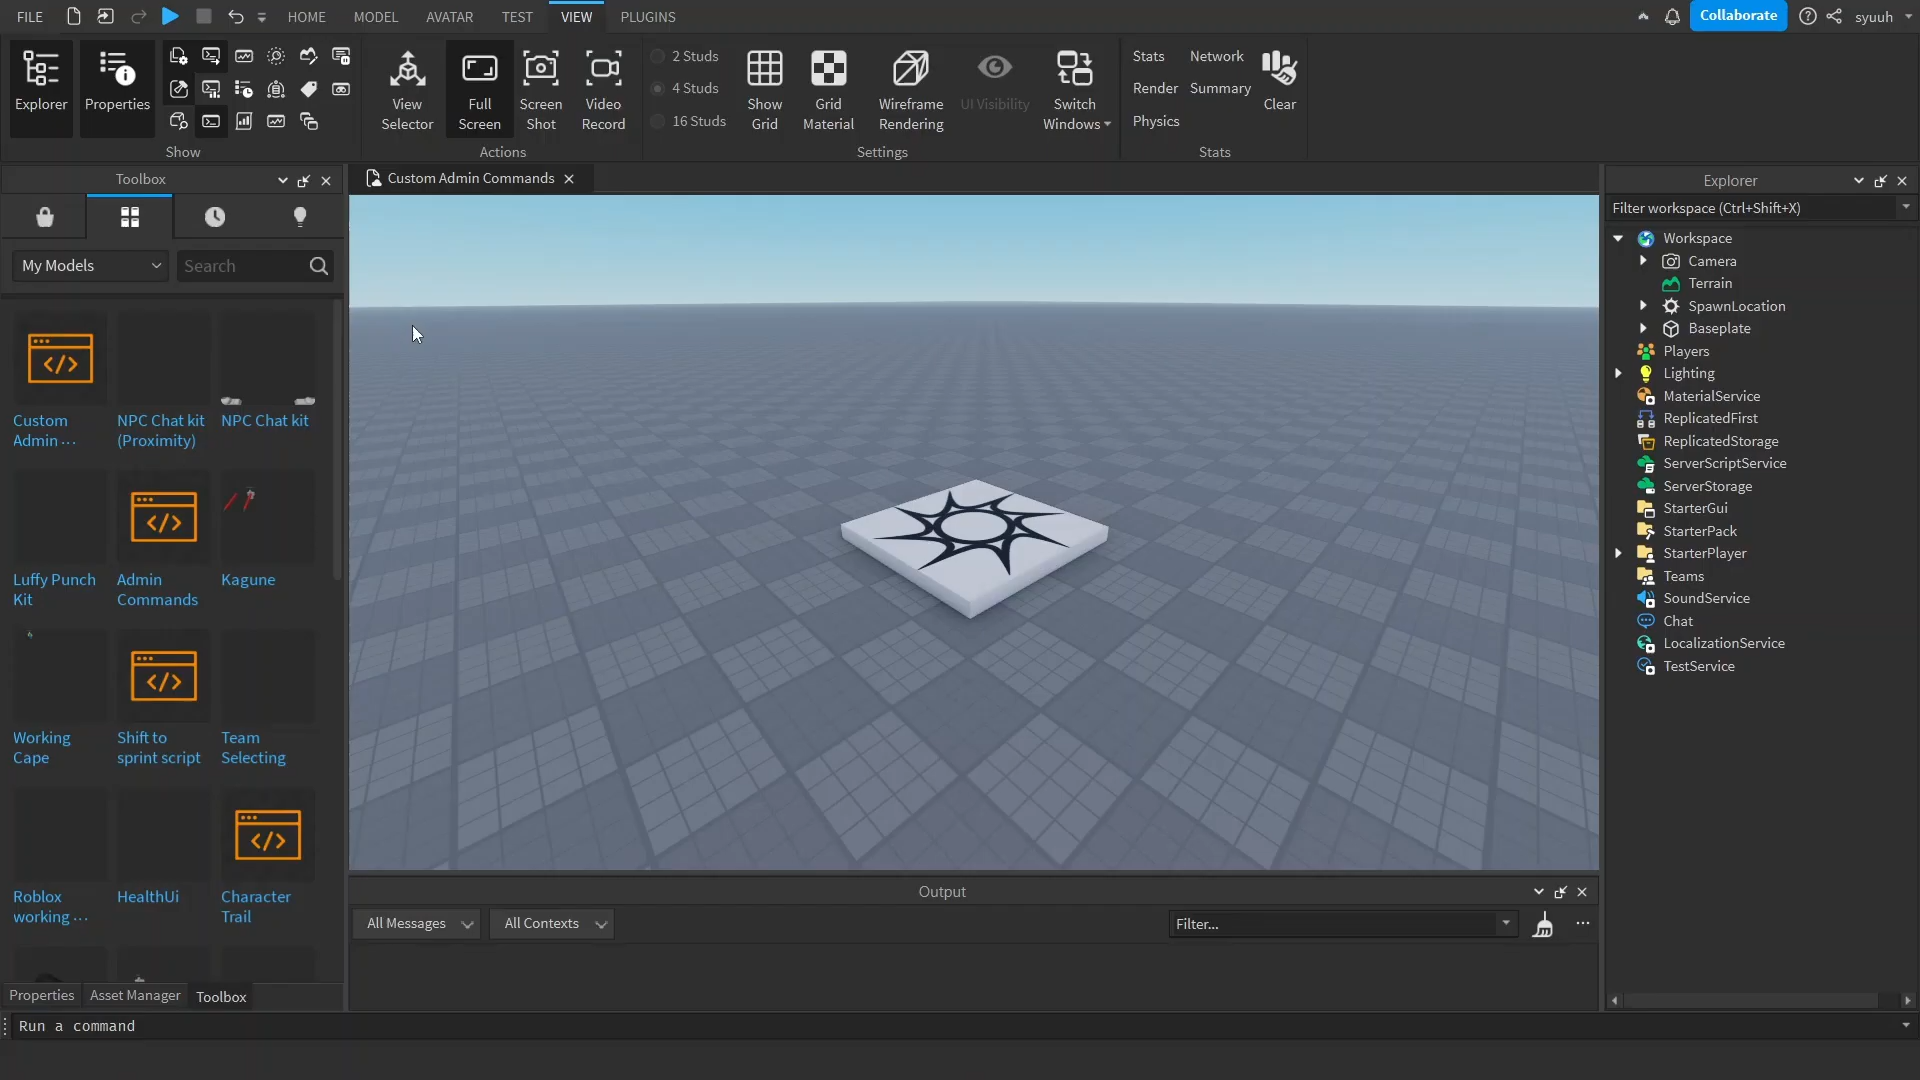 FILE
HOME
MODEL
AVATAR
TEST
VIEW
PLUGINS
Collaborate
syuuh
Explorer
Properties
Show
View
Selector
Full
Screen
Screen
Shot
Video
Record
Actions
2 Studs
4 Studs
16 Studs
Show
Grid
Grid
Material
Wireframe
Rendering
UI Visibility
Switch
Windows
Settings
Stats
Network
Render
Summary
Physics
Clear
Stats
Toolbox
My Models
Search
Custom
Admin ...
NPC Chat kit
(Proximity)
NPC Chat kit
Luffy Punch
Kit
Admin
Commands
Kagune
Working
Cape
Shift to
sprint script
Team
Selecting
Roblox
working ...
HealthUi
Character
Trail
Properties
Asset Manager
Toolbox
Custom Admin Commands
Output
All Messages
All Contexts
Filter...
Explorer
Filter workspace (Ctrl+Shift+X)
Workspace
Camera
Terrain
SpawnLocation
Baseplate
Players
Lighting
MaterialService
ReplicatedFirst
ReplicatedStorage
ServerScriptService
ServerStorage
StarterGui
StarterPack
StarterPlayer
Teams
SoundService
Chat
LocalizationService
TestService
Run a command